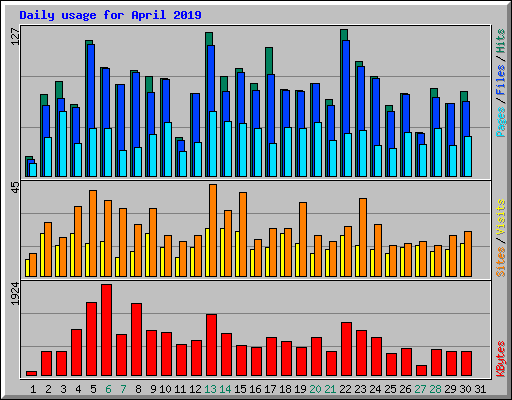 Daily usage for April 2019
127
Pages / Files / Hits
45
Sites / Visits
1924
KBytes
1 2 3 4 5 6 7 8 9 10 11 12 13 14 15 16 17 18 19 20 21 22 23 24 25 26 27 28 29 30 31